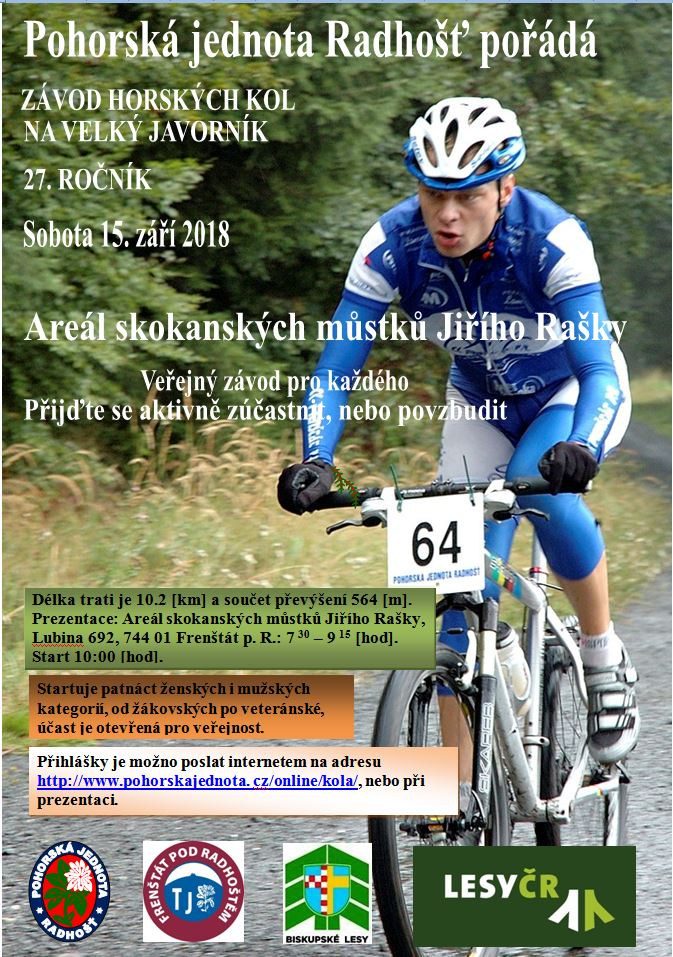 Pohorská jednota Radhošť pořádá
ZÁVOD HORSKÝCH KOL
NA VELKÝ JAVORNÍK
27. ROČNÍK
Sobota 15. září 2018
Areál skokanských můstků Jiřího Rašky
Veřejný závod pro každého
Přijďte se aktivně zúčastnit, nebo povzbudit
64
POHORSKÁ JEDNOTA RADHOŠŤ
Délka trati je 10.2 [km] a součet převýšení 564 [m].
Prezentace: Areál skokanských můstků Jiřího Rašky,
Lubina 692, 744 01 Frenštát p. R.: 7 30 – 9 15 [hod].
Start 10:00 [hod].
Startuje patnáct ženských i mužských
kategorií, od žákovských po veteránské,
účast je otevřená pro veřejnost.
Přihlášky je možno poslat internetem na adresu
http://www.pohorskajednota. cz/online/kola/, nebo při
prezentaci.
POHORSKÁ JEDNOTA
RADHOŠŤ
FRENŠTÁT POD RADHOŠTĚM
TJ
BISKUPSKÉ LESY
LESY ČR